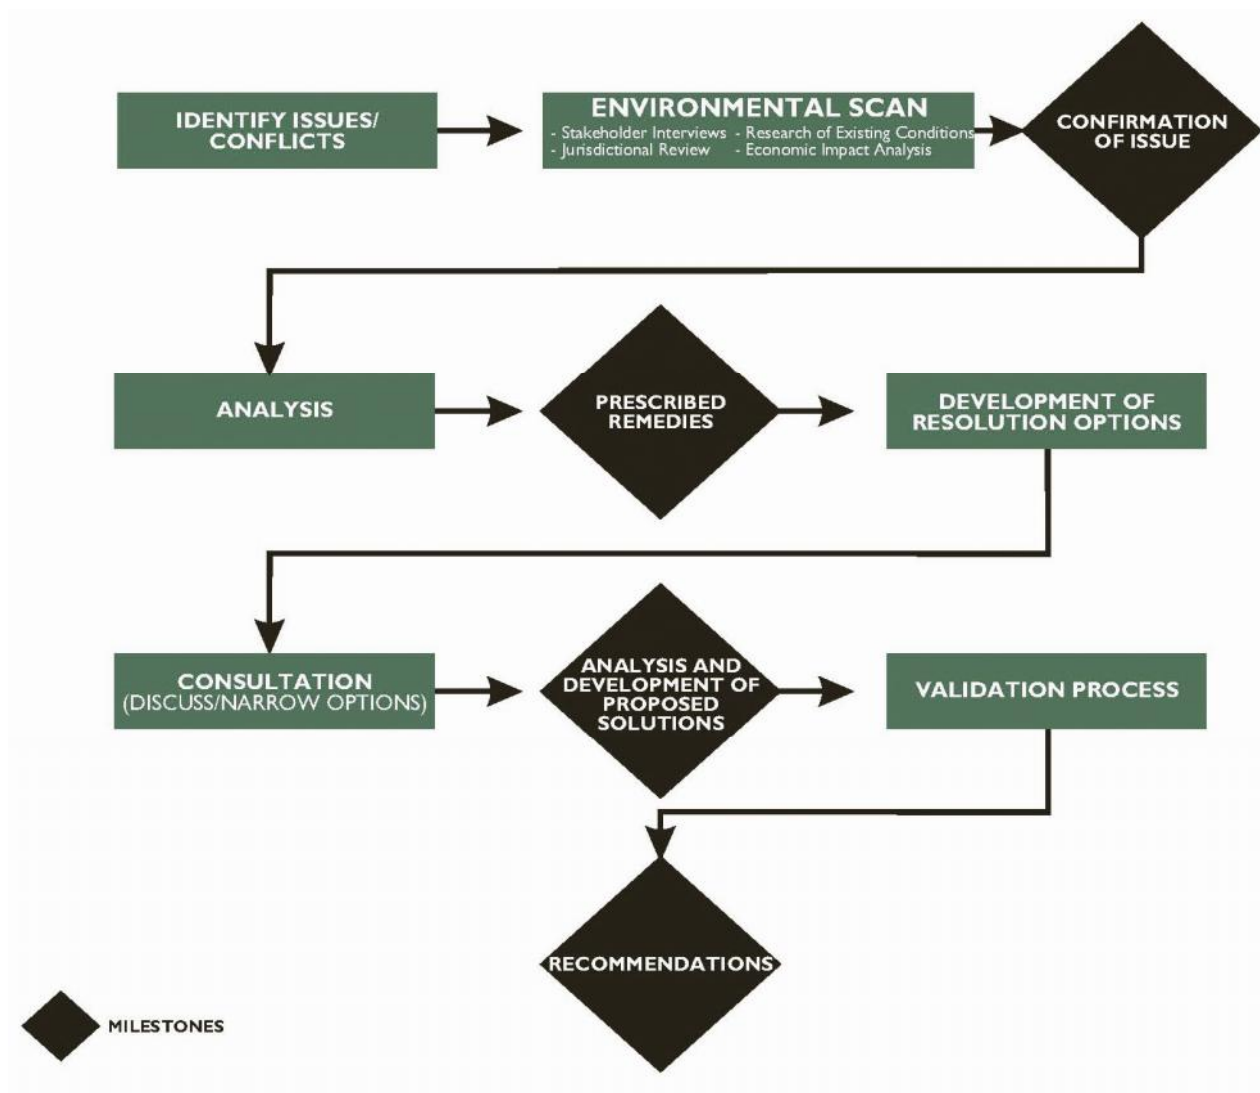 IDENTIFY ISSUES/
CONFLICTS
ENVIRONMENTAL SCAN
- Stakeholder Interviews - Research of Existing Conditions
- Jurisdictional Review - Economic Impact Analysis
CONFIRMATION
OF ISSUE
ANALYSIS
PRESCRIBED
REMEDIES
DEVELOPMENT OF
RESOLUTION OPTIONS
CONSULTATION
(DISCUSS/NARROW OPTIONS)
ANALYSIS AND
DEVELOPMENT OF
PROPOSED
SOLUTIONS
VALIDATION PROCESS
RECOMMENDATIONS
MILESTONES